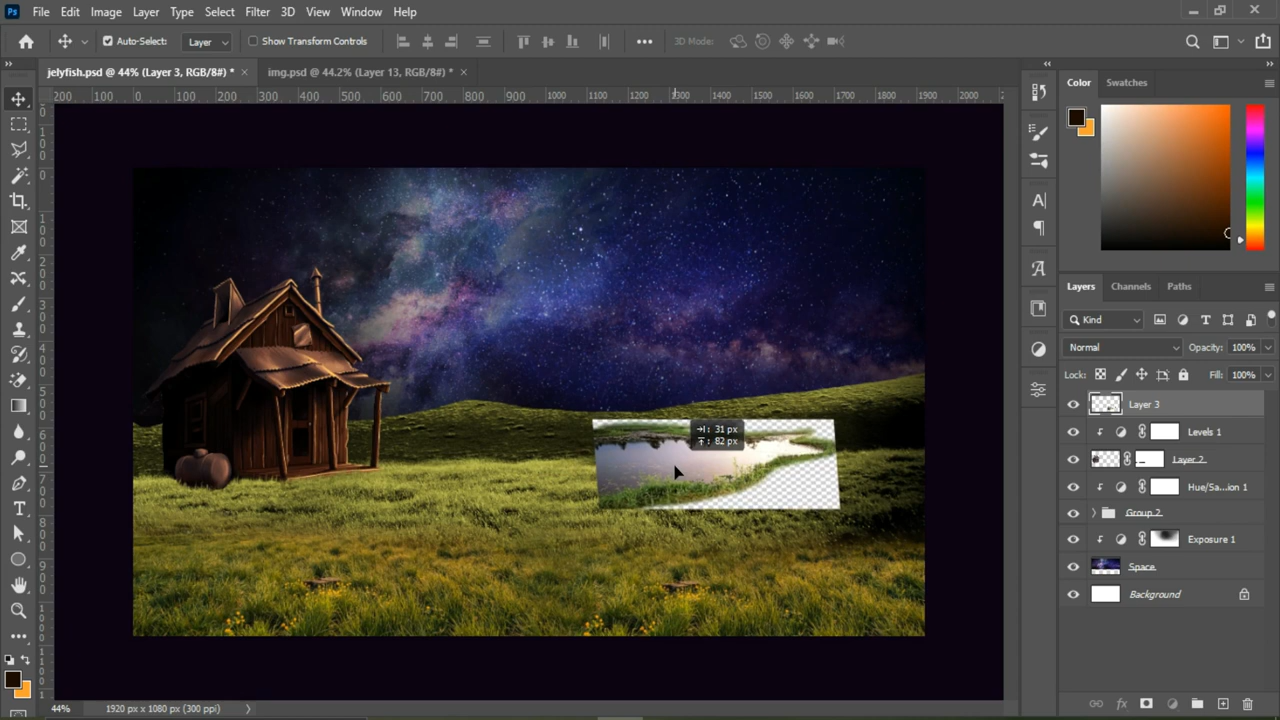 Ps File Edit Image Layer Type Select Filter 3D View Window Help
Auto-Select: Layer Show Transform Controls 3D Mode:
jelyfish.psd @ 44% (Layer 3, RGB/8#) * × img.psd @ 44.2% (Layer 13, RGB/8#) * ×
200 100 0 100 200 300 400 500 600 700 800 900 1000 1100 1200 1300 1400 1500 1600 1700 1800 1900 2000
Color Swatches
Layers Channels Paths
Kind
Normal Opacity: 100%
Lock: Fill: 100%
Layer 3
Levels 1
Layer 2
Hue/Sa...ion 1
Group 2
Exposure 1
Space
Background
31 px
82 px
44% 1920 px x 1080 px (300 ppi)